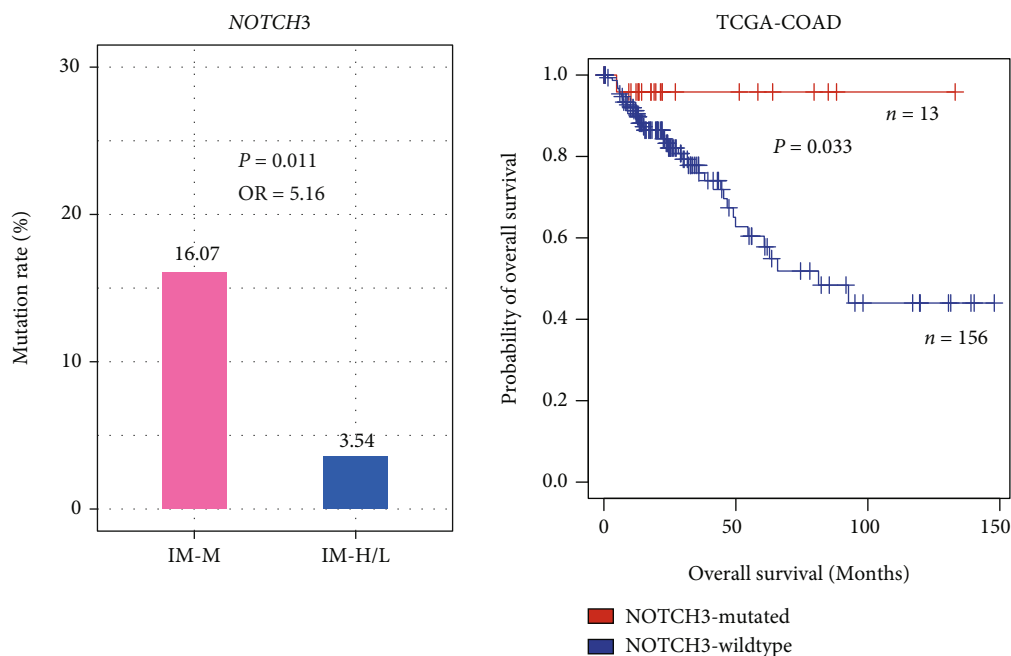 NOTCH3
30
20
10
0
Mutation rate (%)
P = 0.011
OR = 5.16
16.07
3.54
IM-M
IM-H/L
TCGA-COAD
1.0
0.8
0.6
0.4
0.2
0.0
Probability of overall survival
n = 13
P = 0.033
n = 156
0
50
100
150
Overall survival (Months)
NOTCH3-mutated
NOTCH3-wildtype